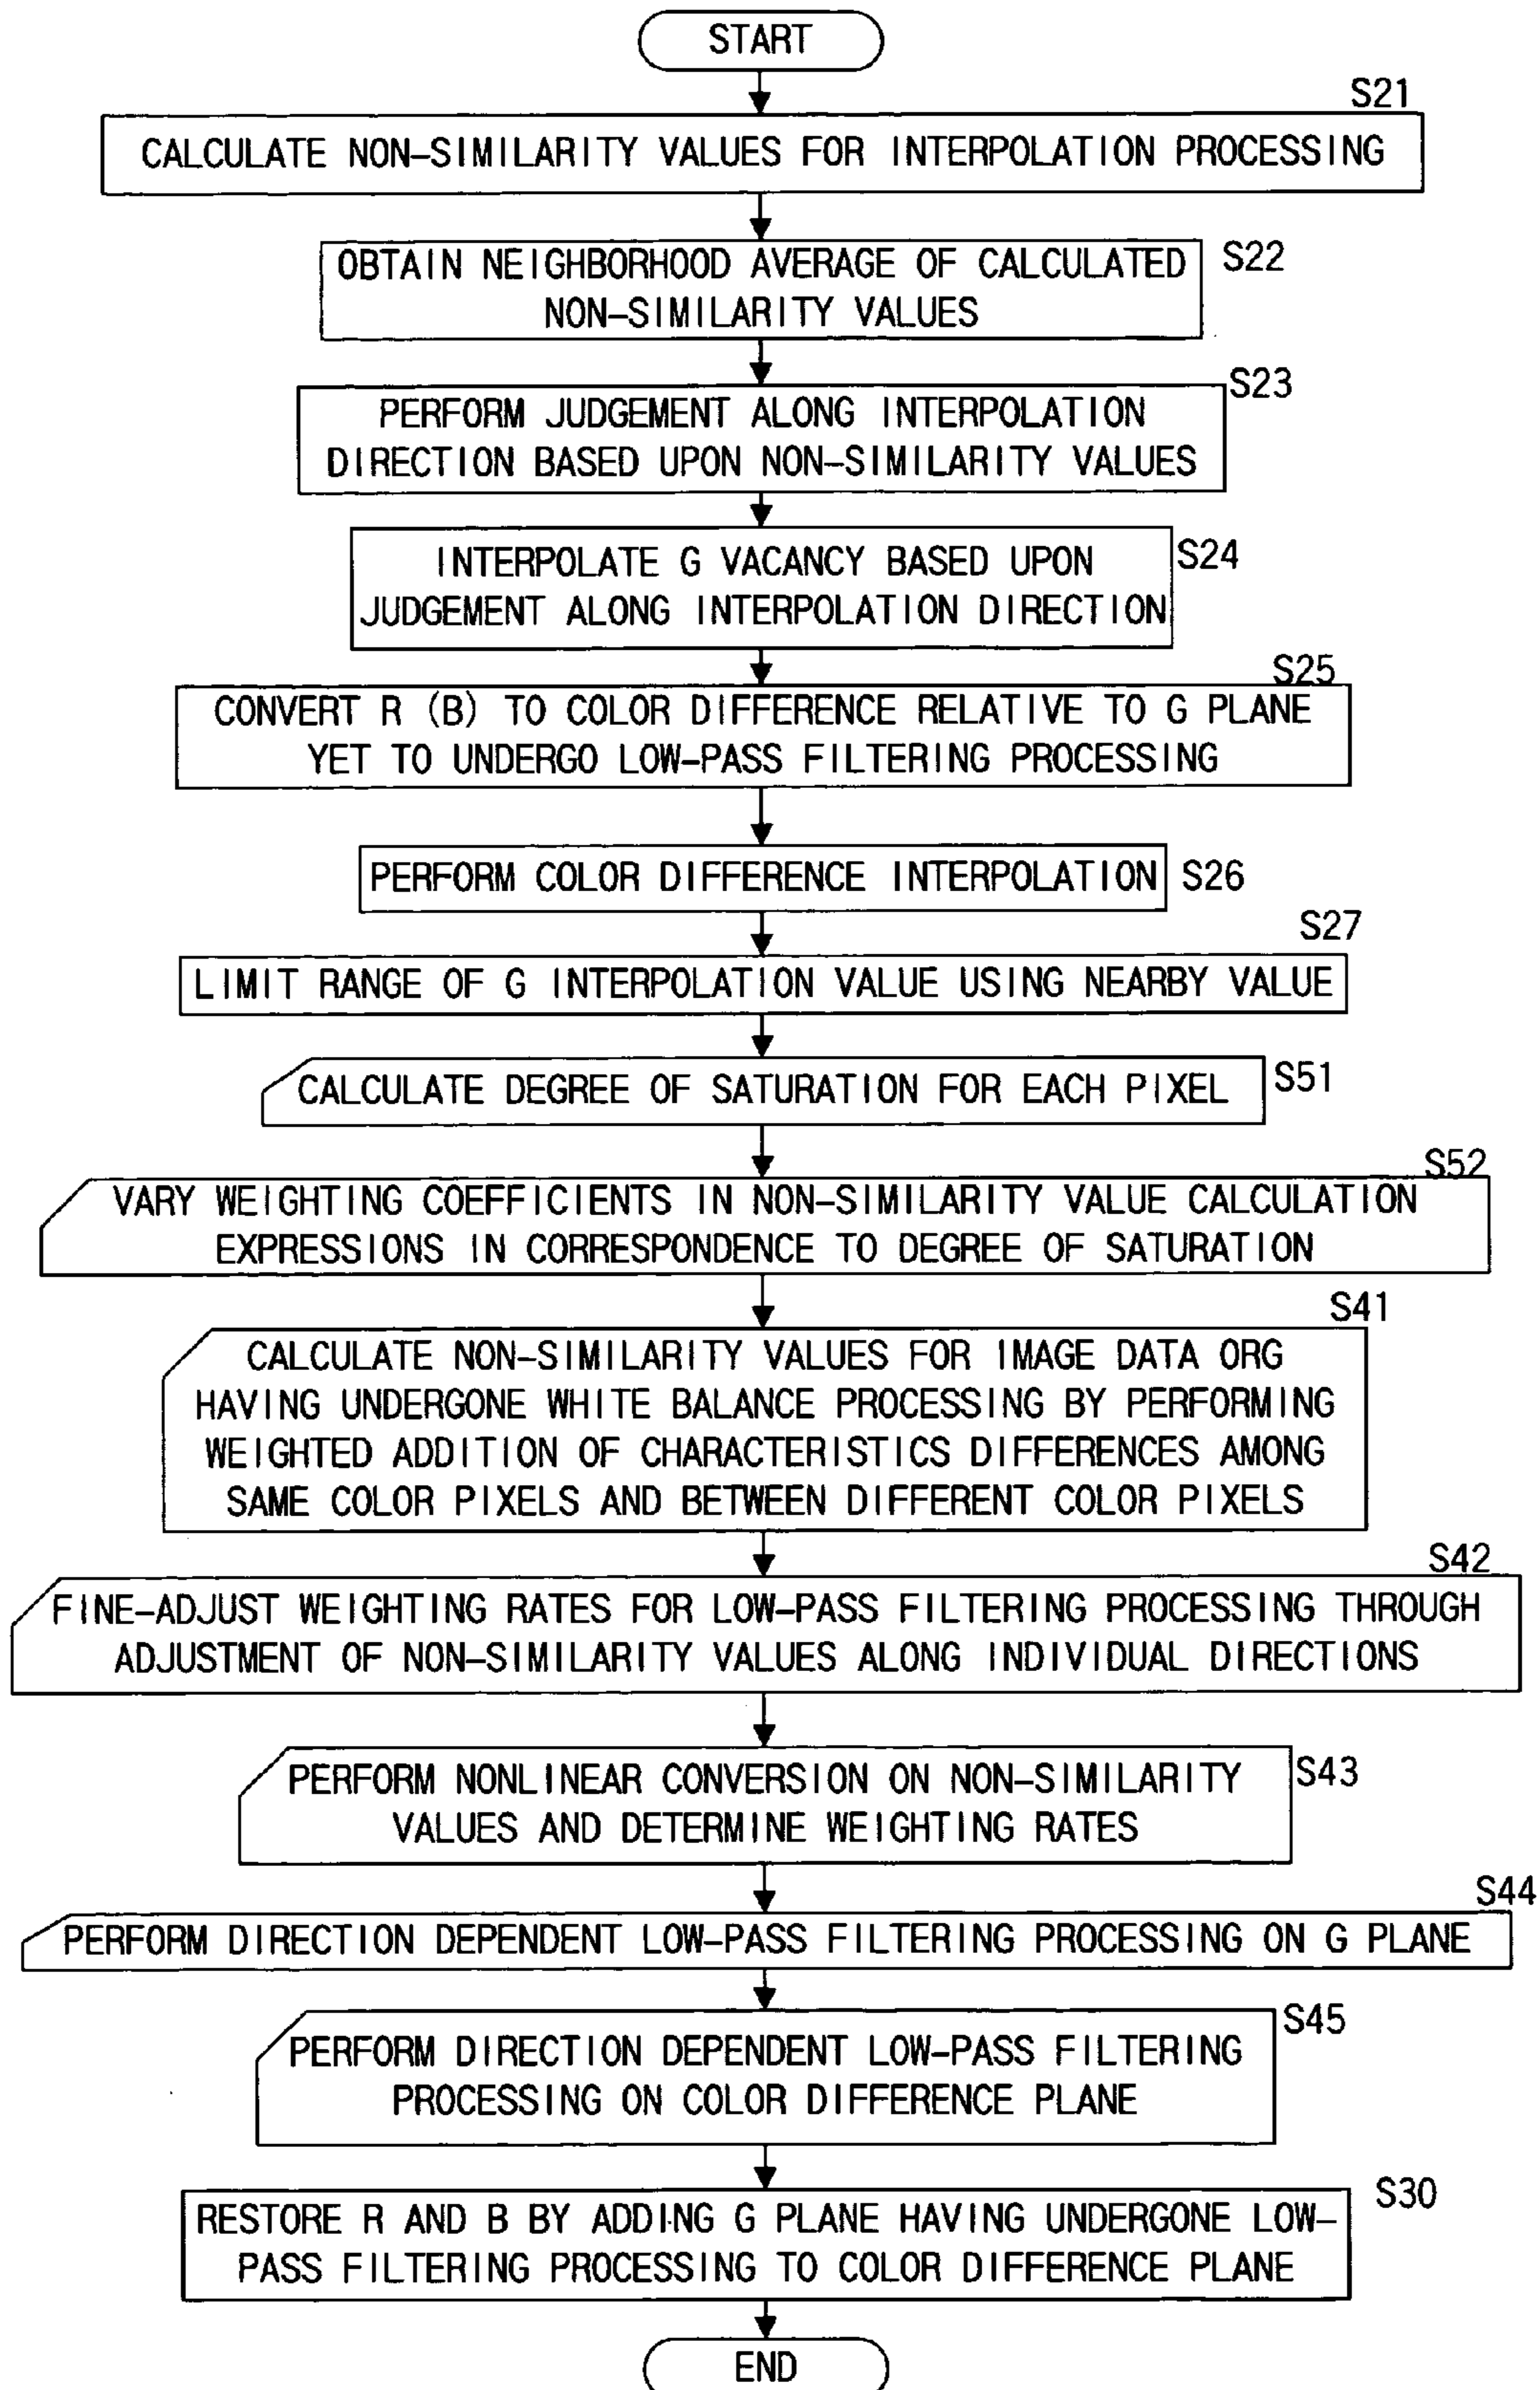 START
S21
CALCULATE NON-SIMILARITY VALUES FOR INTERPOLATION PROCESSING
OBTAIN NEIGHBORHOOD AVERAGE OF CALCULATED
NON-SIMILARITY VALUES
S22
S23
PERFORM JUDGEMENT ALONG INTERPOLATION
DIRECTION BASED UPON NON-SIMILARITY VALUES
INTERPOLATE G VACANCY BASED UPON
JUDGEMENT ALONG INTERPOLATION DIRECTION
S24
S25
CONVERT R (B) TO COLOR DIFFERENCE RELATIVE TO G PLANE
YET TO UNDERGO LOW-PASS FILTERING PROCESSING
PERFORM COLOR DIFFERENCE INTERPOLATION
S26
S27
LIMIT RANGE OF G INTERPOLATION VALUE USING NEARBY VALUE
CALCULATE DEGREE OF SATURATION FOR EACH PIXEL
S51
S52
VARY WEIGHTING COEFFICIENTS IN NON-SIMILARITY VALUE CALCULATION
EXPRESSIONS IN CORRESPONDENCE TO DEGREE OF SATURATION
S41
CALCULATE NON-SIMILARITY VALUES FOR IMAGE DATA ORG
HAVING UNDERGONE WHITE BALANCE PROCESSING BY PERFORMING
WEIGHTED ADDITION OF CHARACTERISTICS DIFFERENCES AMONG
SAME COLOR PIXELS AND BETWEEN DIFFERENT COLOR PIXELS
S42
FINE-ADJUST WEIGHTING RATES FOR LOW-PASS FILTERING PROCESSING THROUGH
ADJUSTMENT OF NON-SIMILARITY VALUES ALONG INDIVIDUAL DIRECTIONS
PERFORM NONLINEAR CONVERSION ON NON-SIMILARITY
VALUES AND DETERMINE WEIGHTING RATES
S43
S44
PERFORM DIRECTION DEPENDENT LOW-PASS FILTERING PROCESSING ON G PLANE
S45
PERFORM DIRECTION DEPENDENT LOW-PASS FILTERING
PROCESSING ON COLOR DIFFERENCE PLANE
S30
RESTORE R AND B BY ADDING G PLANE HAVING UNDERGONE LOW-
PASS FILTERING PROCESSING TO COLOR DIFFERENCE PLANE
END